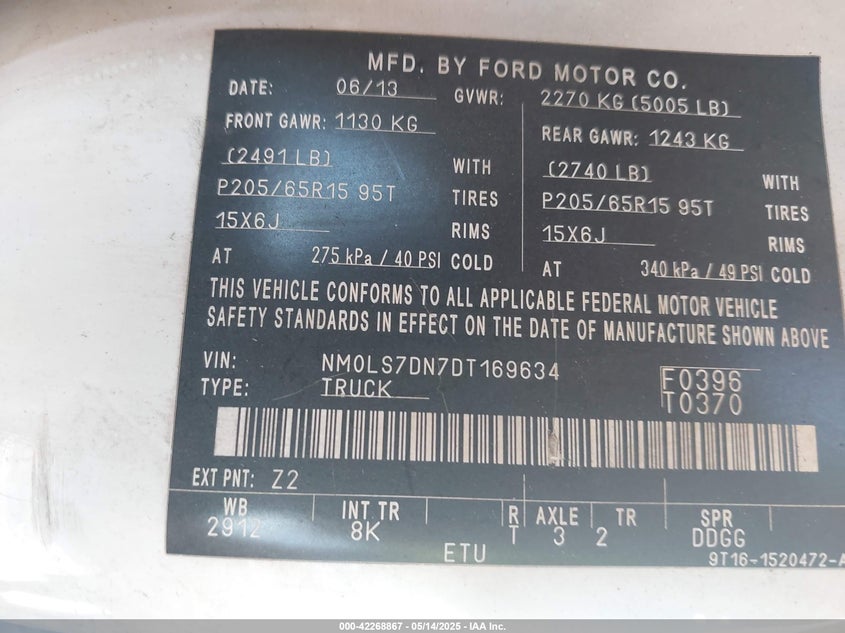 MFD. BY FORD MOTOR CO.
DATE: 06/13 GVWR: 2270 KG (5005 LB)
FRONT GAWR: 1130 KG REAR GAWR: 1243 KG
(2491 LB) WITH (2740 LB) WITH
P205/65R15 95T TIRES P205/65R15 95T TIRES
15X6J RIMS 15X6J RIMS
AT 275 kPa / 40 PSI COLD AT 340 kPa / 49 PSI COLD
THIS VEHICLE CONFORMS TO ALL APPLICABLE FEDERAL MOTOR VEHICLE
SAFETY STANDARDS IN EFFECT ON THE DATE OF MANUFACTURE SHOWN ABOVE
VIN: NM0LS7DN7DT169634 F0396
TYPE: TRUCK T0370
EXT PNT: Z2
WB INT TR R AXLE TR SPR
2912 8K T 3 2 DDGG
ETU 9T16-1520472-A
000-42268867 - 05/14/2025 - IAA Inc.